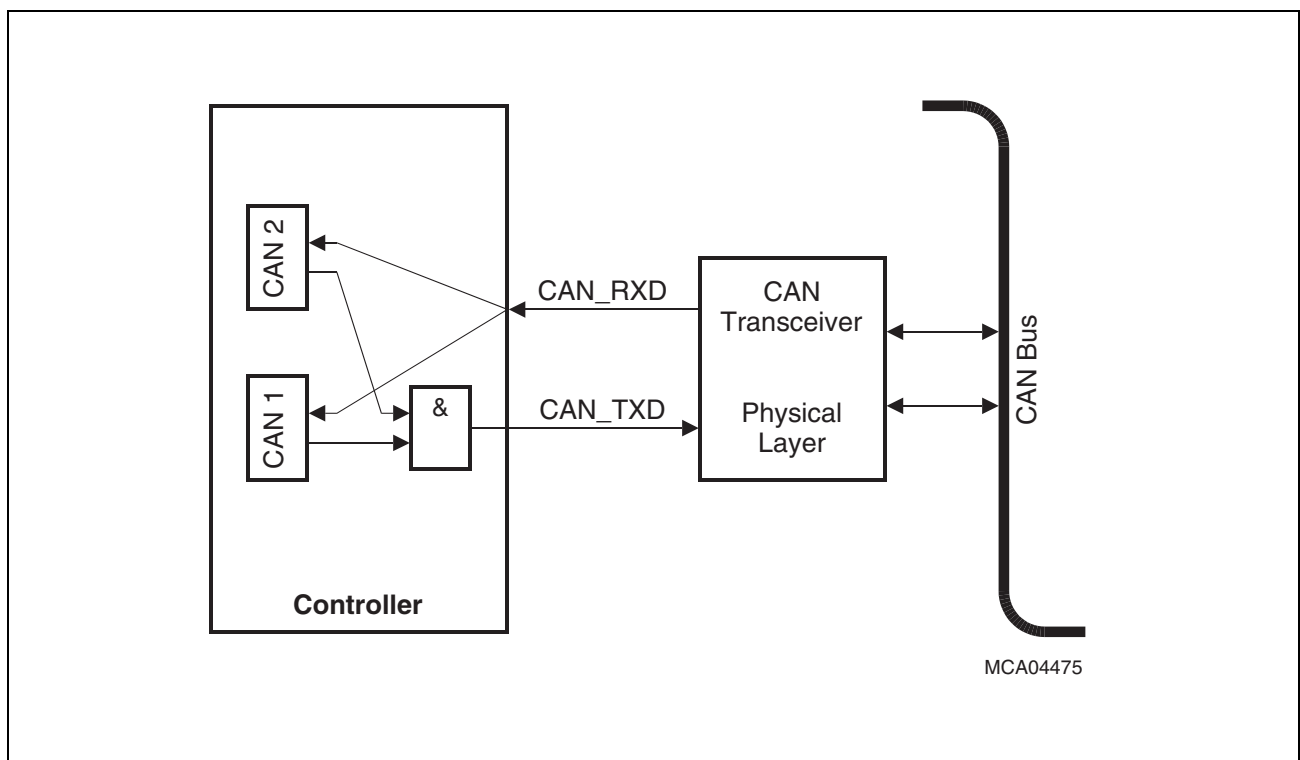 CAN 2
CAN_RXD
CAN
Transceiver
CAN Bus
CAN 1
&
CAN_TXD
Physical
Layer
Controller
MCA04475